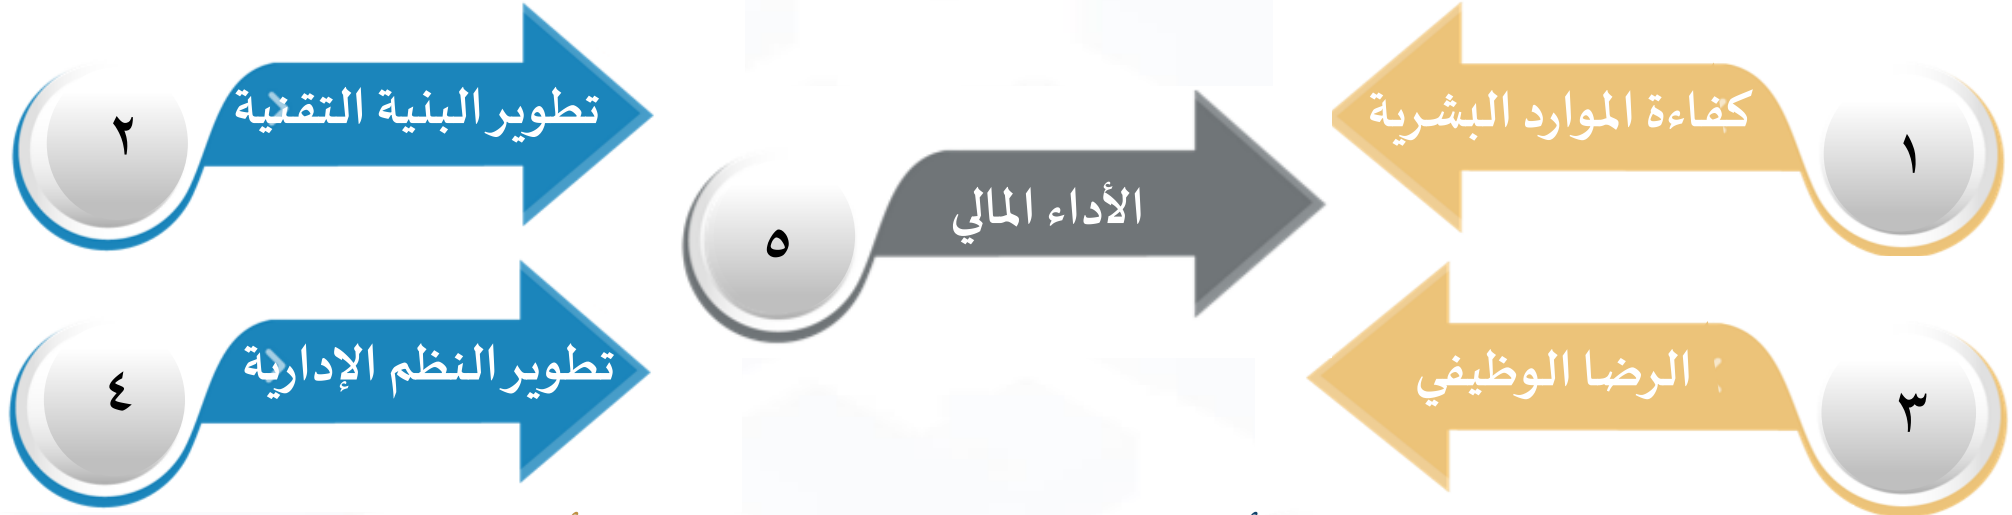 ١
كفاءة الموارد البشرية
٢
تطوير البنية التقنية
٣
الرضا الوظيفي
٤
تطوير النظم الإدارية
٥
الأداء المالي